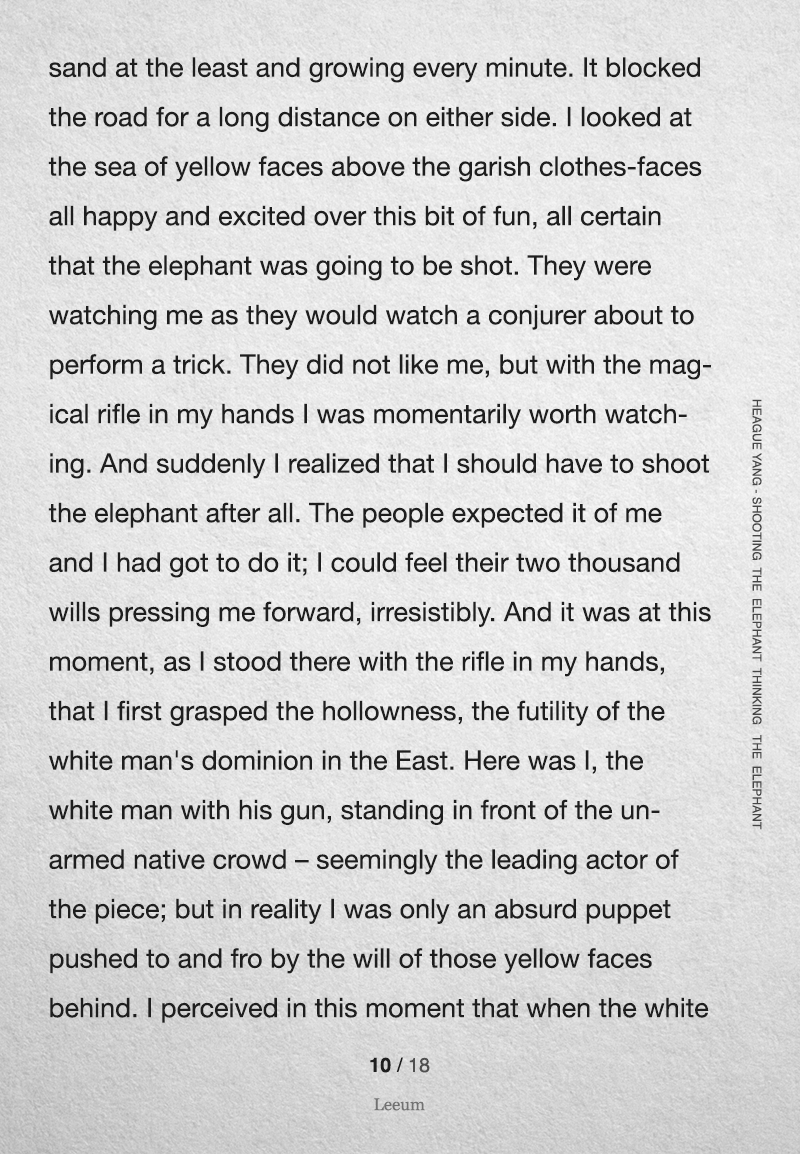 sand at the least and growing every minute. It blocked
the road for a long distance on either side. I looked at
the sea of yellow faces above the garish clothes-faces
all happy and excited over this bit of fun, all certain
that the elephant was going to be shot. They were
watching me as they would watch a conjurer about to
perform a trick. They did not like me, but with the mag-
ical rifle in my hands I was momentarily worth watch-
ing. And suddenly I realized that I should have to shoot
the elephant after all. The people expected it of me
and I had got to do it; I could feel their two thousand
wills pressing me forward, irresistibly. And it was at this
moment, as I stood there with the rifle in my hands,
that I first grasped the hollowness, the futility of the
white man's dominion in the East. Here was I, the
white man with his gun, standing in front of the un-
armed native crowd – seemingly the leading actor of
the piece; but in reality I was only an absurd puppet
pushed to and fro by the will of those yellow faces
behind. I perceived in this moment that when the white
HEAGUE YANG - SHOOTING THE ELEPHANT THINKING THE ELEPHANT
10 / 18
Leeum